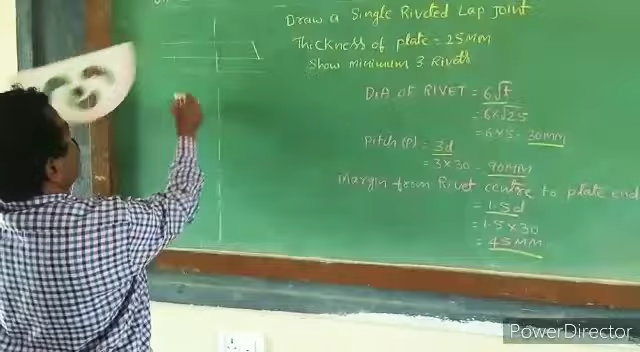 Draw a Single Riveted Lap Joint
Thickness of plate = 25MM
Show minimum 3 Rivets
DIA OF RIVET = 6√t
= 6×√25
= 6×5 = 30MM
Pitch (P) = 3d
= 3×30 = 90MM
Margin from Rivet centre to plate end
= 1.5d
= 1.5×30
= 45MM
PowerDirector